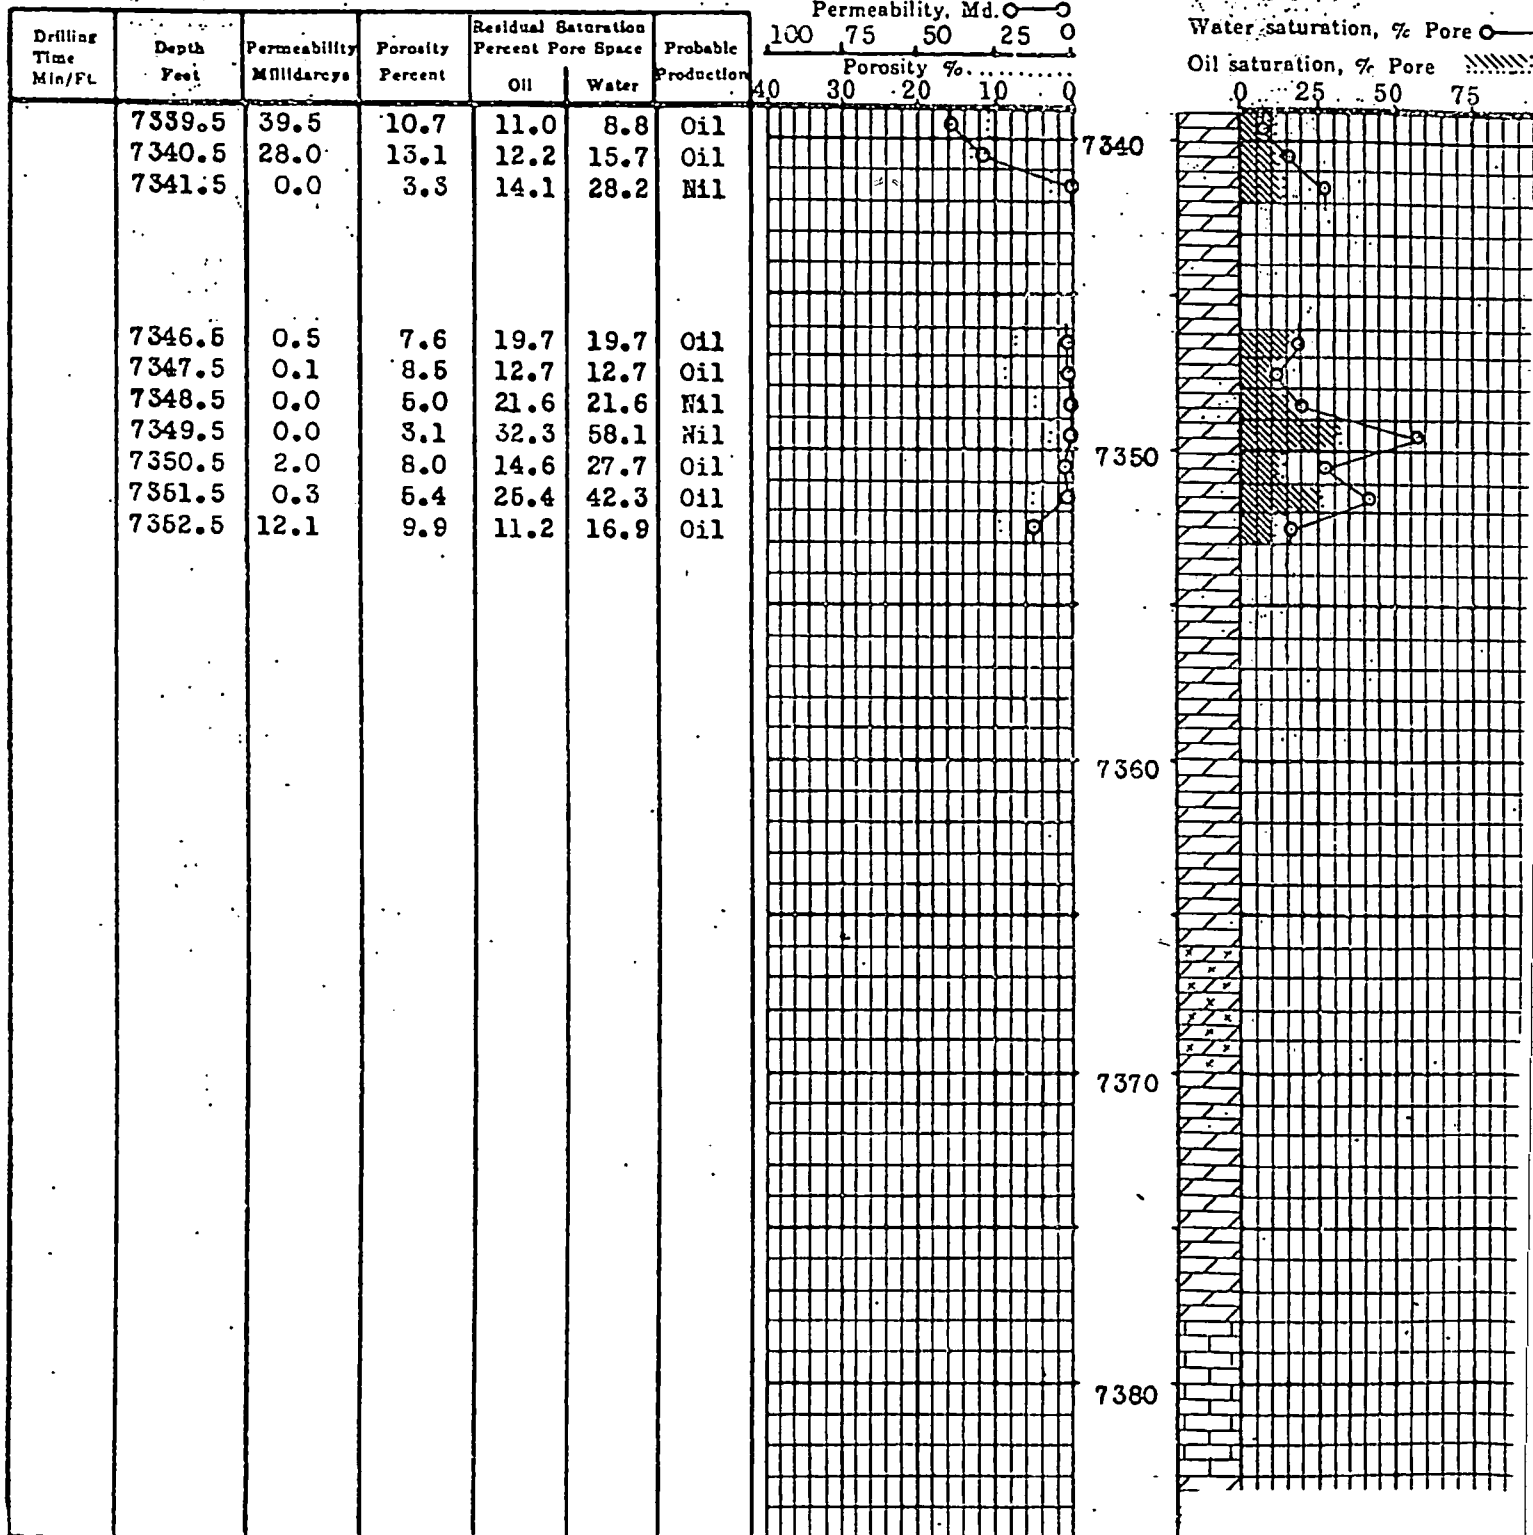 Drilling Time Min/Ft.
Depth Feet
Permeability Millidarcys
Porosity Percent
Residual Saturation Percent Pore Space
Oil
Water
Probable Production
Permeability, Md.
100 75 50 25 0
Porosity %
40 30 20 10 0
Water saturation, % Pore
Oil saturation, % Pore
0 25 50 75
7339.5 39.5 10.7 11.0 8.8 Oil
7340.5 28.0 13.1 12.2 15.7 Oil
7341.5 0.0 3.3 14.1 28.2 Nil
7346.5 0.5 7.6 19.7 19.7 Oil
7347.5 0.1 8.5 12.7 12.7 Oil
7348.5 0.0 5.0 21.6 21.6 Nil
7349.5 0.0 3.1 32.3 58.1 Nil
7350.5 2.0 8.0 14.6 27.7 Oil
7351.5 0.3 5.4 25.4 42.3 Oil
7352.5 12.1 9.9 11.2 16.9 Oil
7340
7350
7360
7370
7380